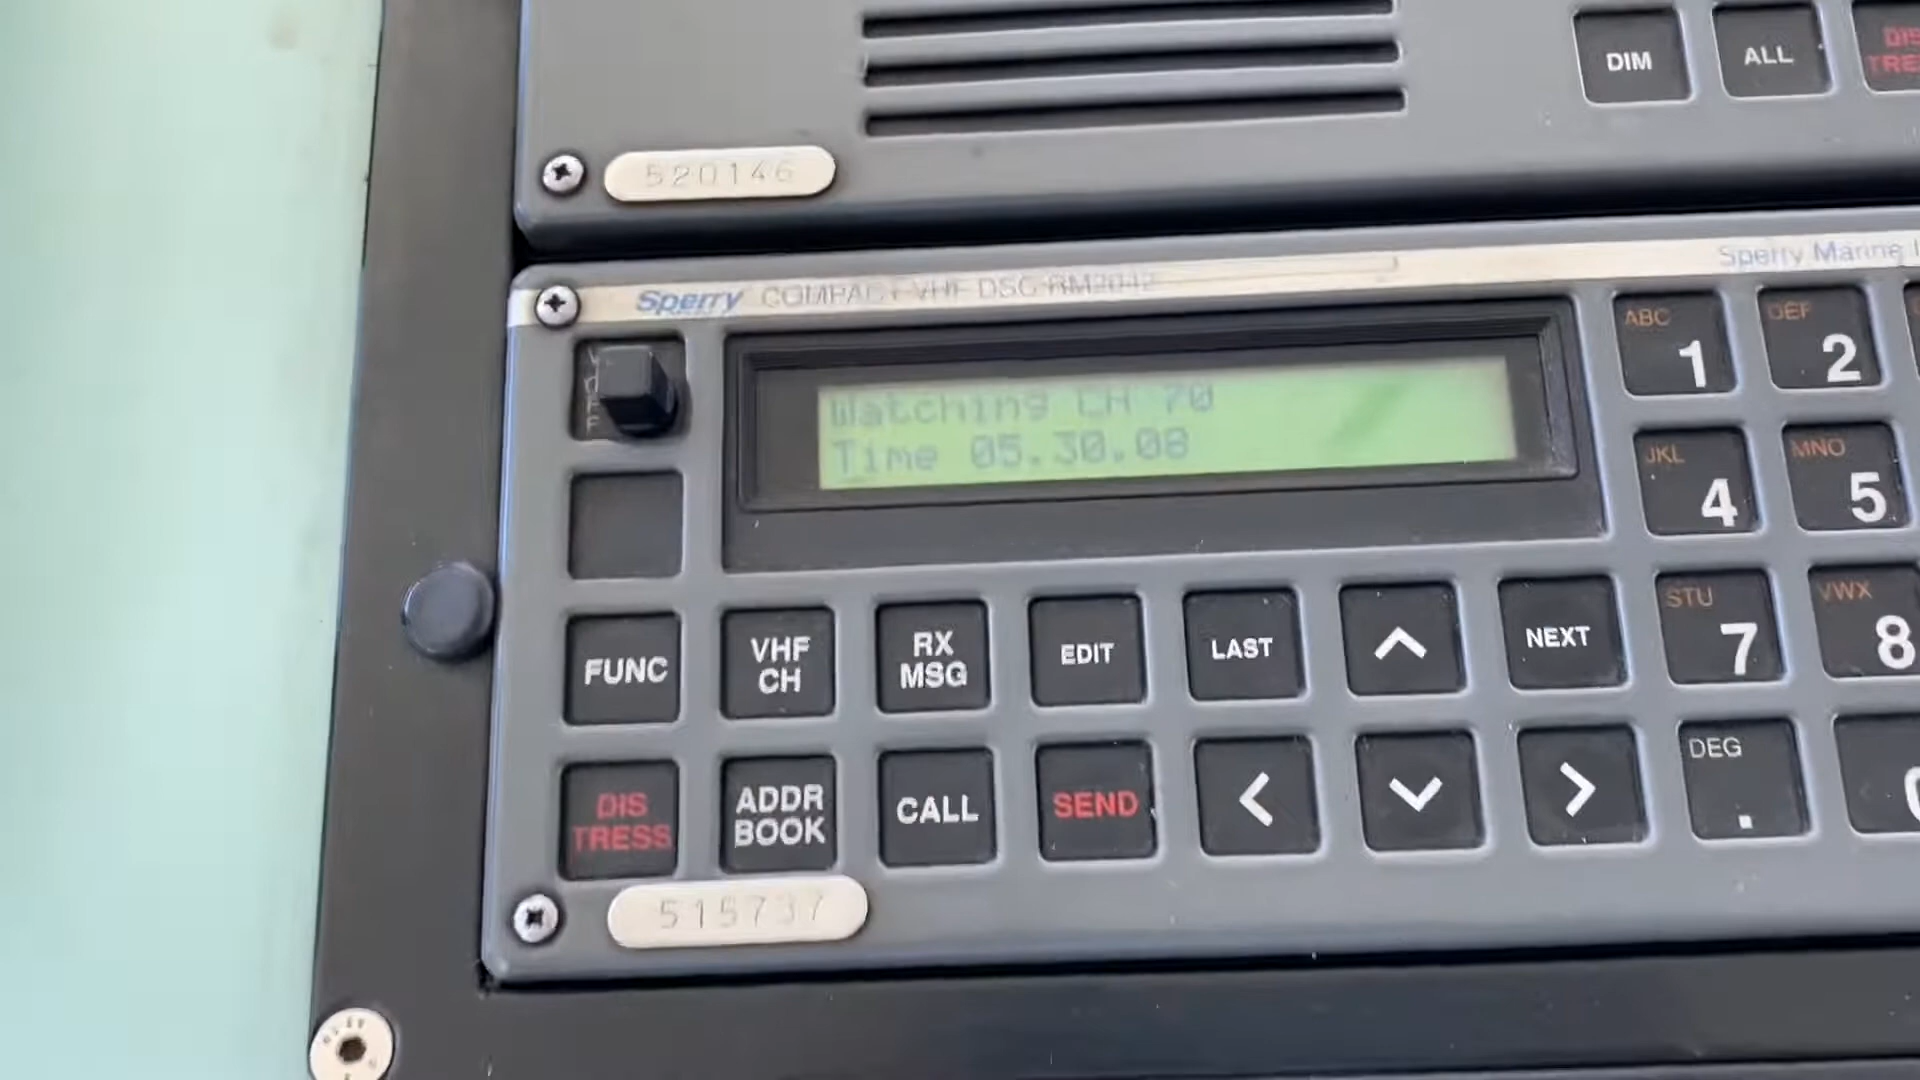 DIM ALL DIS TRE
520146
Sperry COMPACT VHF DSC RM2042 Sperry Marine
ABC 1 DEF 2
Watching CH 70
Time 05.30.08
JKL 4 MNO 5
FUNC VHF CH RX MSG EDIT LAST NEXT STU 7 VWX 8
DIS TRESS ADDR BOOK CALL SEND DEG .
515737